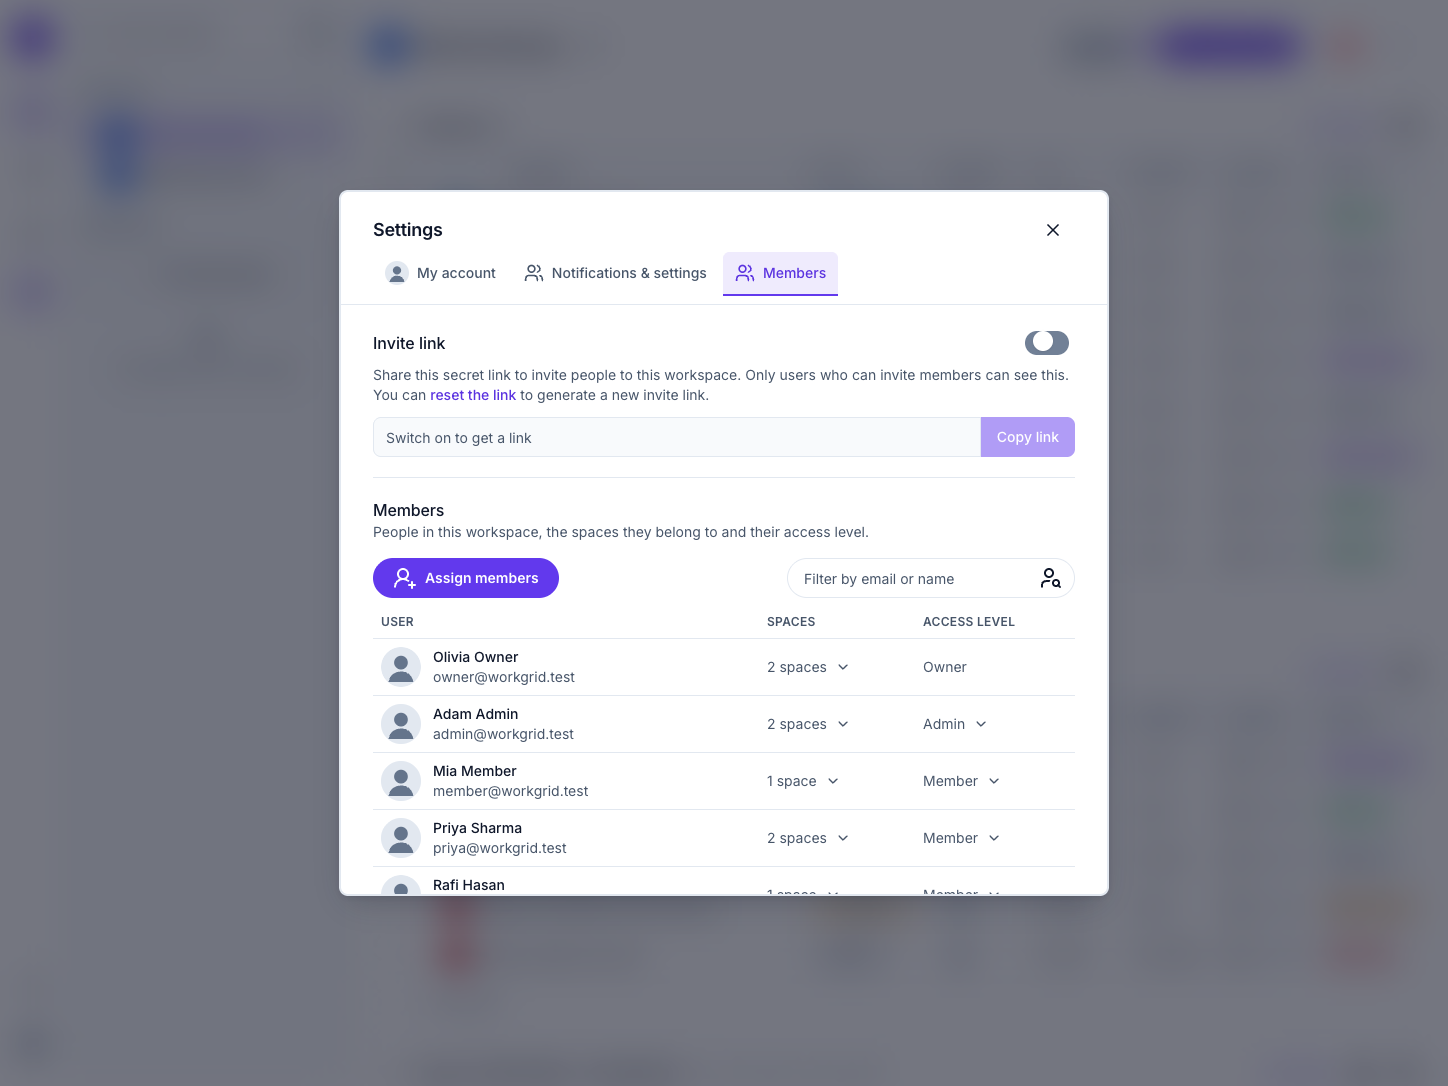 Settings
My account
Notifications & settings
Members
Invite link
Share this secret link to invite people to this workspace. Only users who can invite members can see this.
You can reset the link to generate a new invite link.
Switch on to get a link
Copy link
Members
People in this workspace, the spaces they belong to and their access level.
Assign members
Filter by email or name
USER SPACES ACCESS LEVEL
Olivia Owner
owner@workgrid.test
2 spaces
Owner
Adam Admin
admin@workgrid.test
2 spaces
Admin
Mia Member
member@workgrid.test
1 space
Member
Priya Sharma
priya@workgrid.test
2 spaces
Member
Rafi Hasan
1 space
Member